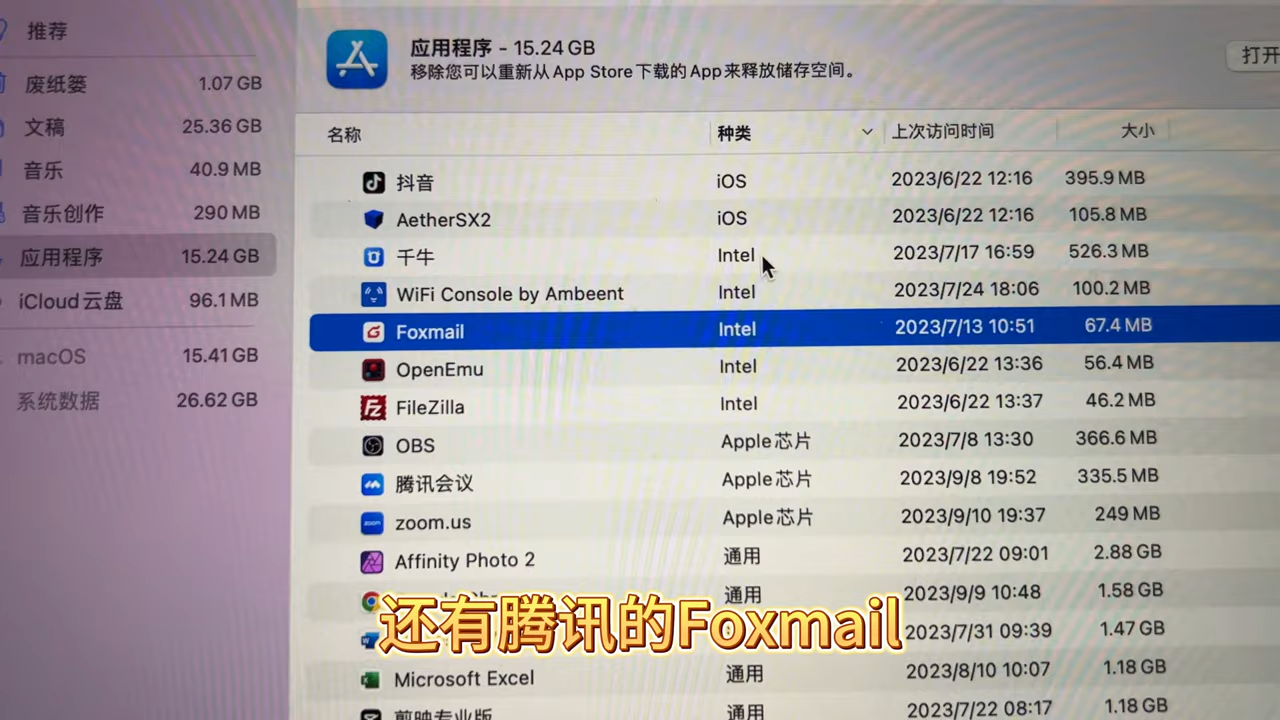 推荐
废纸篓 1.07 GB
文稿 25.36 GB
音乐 40.9 MB
音乐创作 290 MB
应用程序 15.24 GB
iCloud云盘 96.1 MB
macOS 15.41 GB
系统数据 26.62 GB
应用程序 – 15.24 GB
移除您可以重新从App Store下载的App来释放储存空间。
打开
名称 种类 上次访问时间 大小
抖音 iOS 2023/6/22 12:16 395.9 MB
AetherSX2 iOS 2023/6/22 12:16 105.8 MB
千牛 Intel 2023/7/17 16:59 526.3 MB
WiFi Console by Ambeent Intel 2023/7/24 18:06 100.2 MB
Foxmail Intel 2023/7/13 10:51 67.4 MB
OpenEmu Intel 2023/6/22 13:36 56.4 MB
FileZilla Intel 2023/6/22 13:37 46.2 MB
OBS Apple芯片 2023/7/8 13:30 366.6 MB
腾讯会议 Apple芯片 2023/9/8 19:52 335.5 MB
zoom.us Apple芯片 2023/9/10 19:37 249 MB
Affinity Photo 2 通用 2023/7/22 09:01 2.88 GB
通用 2023/9/9 10:48 1.58 GB
2023/7/31 09:39 1.47 GB
还有腾讯的Foxmail
Microsoft Excel 通用 2023/8/10 10:07 1.18 GB
剪映专业版 通用 2023/7/22 08:17 1.18 GB